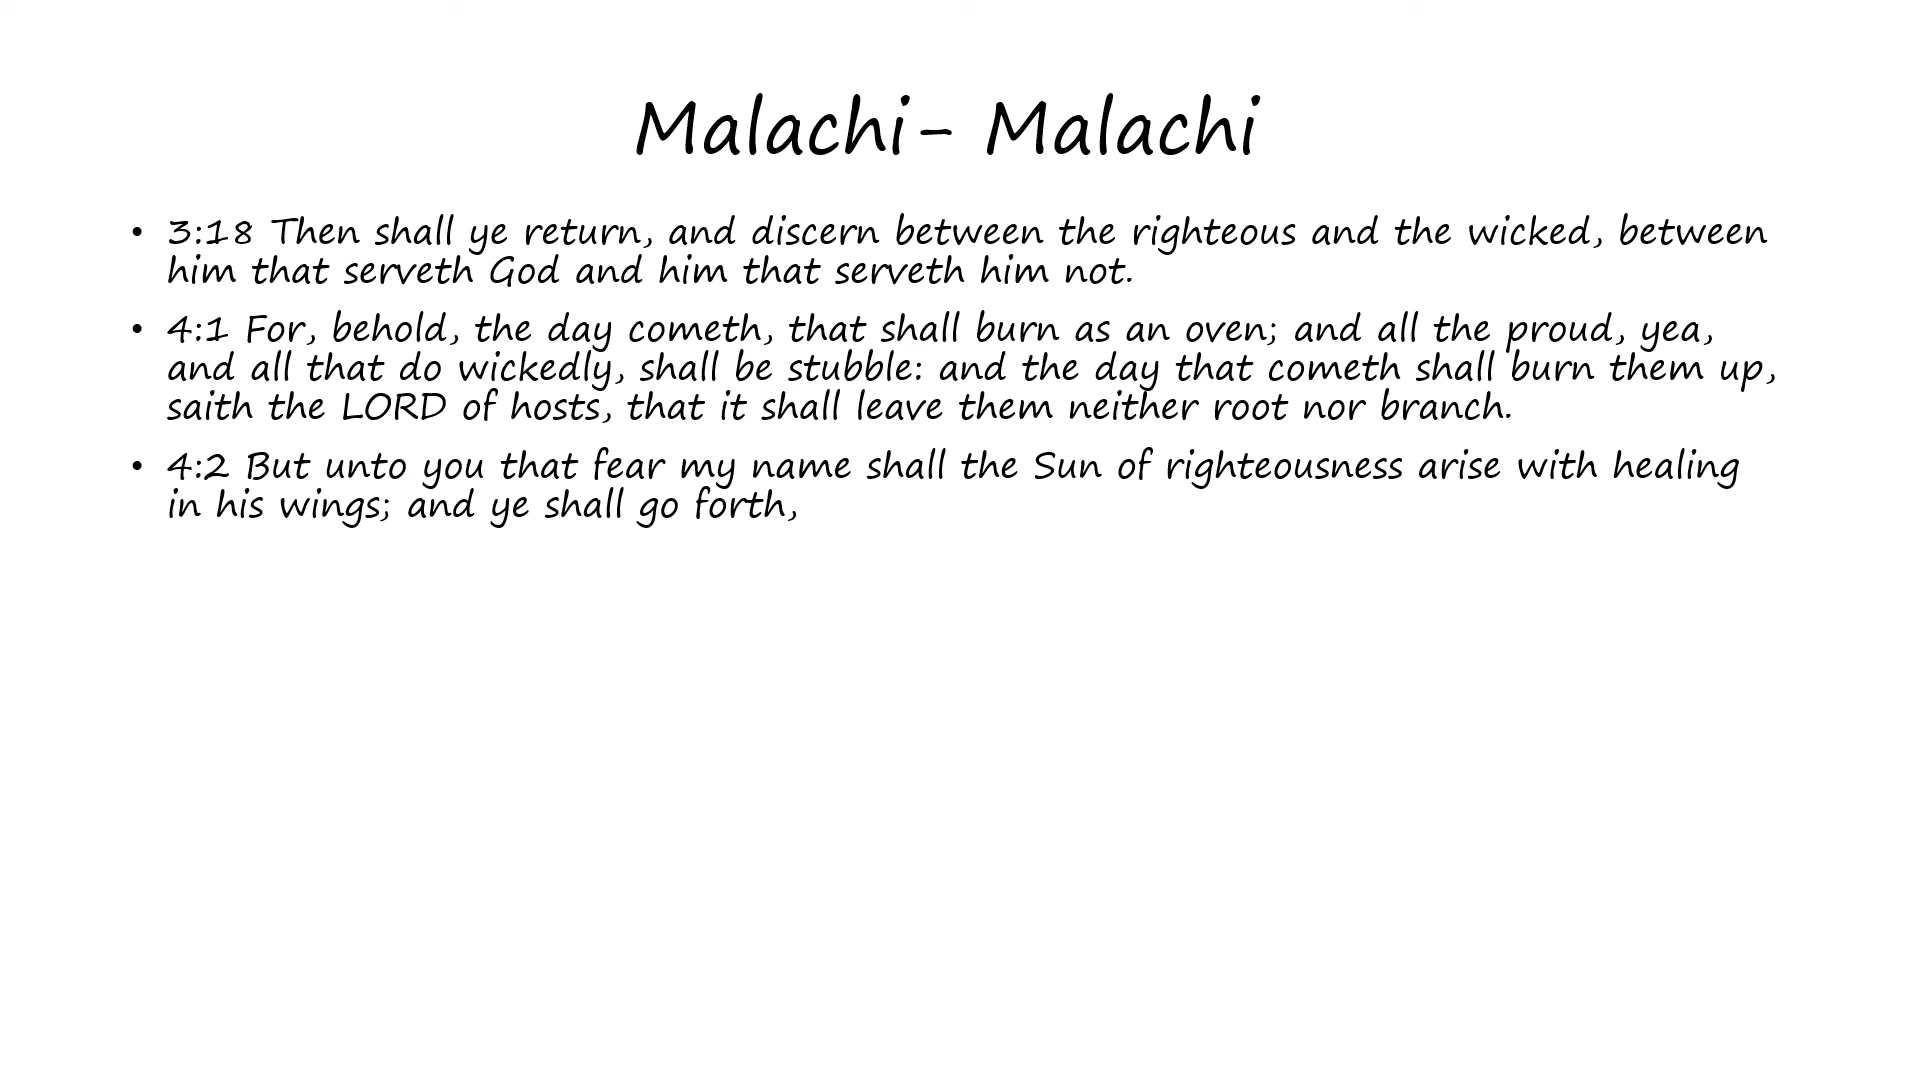 Malachi- Malachi
• 3:18 Then shall ye return, and discern between the righteous and the wicked, between
him that serveth God and him that serveth him not.
• 4:1 For, behold, the day cometh, that shall burn as an oven; and all the proud, yea,
and all that do wickedly, shall be stubble: and the day that cometh shall burn them up,
saith the LORD of hosts, that it shall leave them neither root nor branch.
• 4:2 But unto you that fear my name shall the Sun of righteousness arise with healing
in his wings; and ye shall go forth,